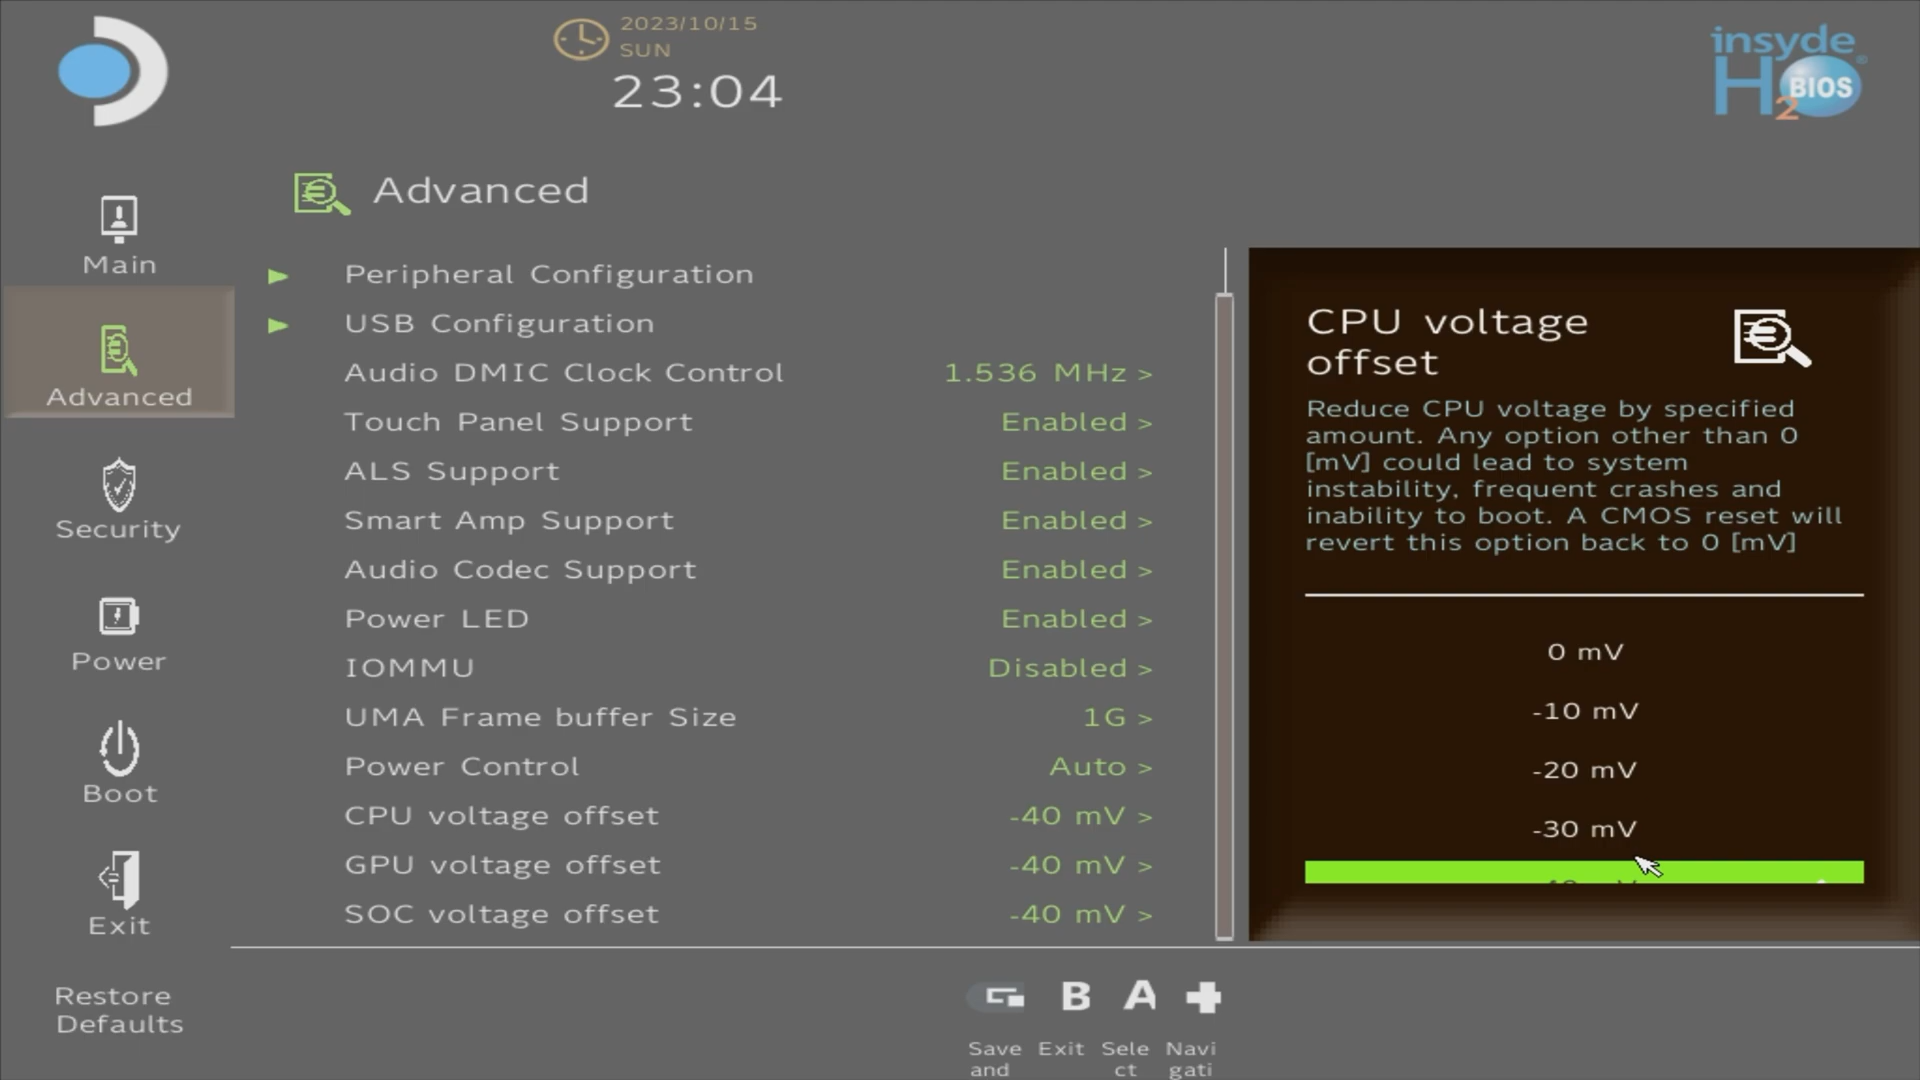 2023/10/15
SUN
23:04
insyde
H2 BIOS
®
Advanced
Main
Advanced
Security
Power
Boot
Exit
Restore
Defaults
Peripheral Configuration
USB Configuration
Audio DMIC Clock Control 1.536 MHz >
Touch Panel Support Enabled >
ALS Support Enabled >
Smart Amp Support Enabled >
Audio Codec Support Enabled >
Power LED Enabled >
IOMMU Disabled >
UMA Frame buffer Size 1G >
Power Control Auto >
CPU voltage offset -40 mV >
GPU voltage offset -40 mV >
SOC voltage offset -40 mV >
CPU voltage
offset
Reduce CPU voltage by specified
amount. Any option other than 0
[mV] could lead to system
instability, frequent crashes and
inability to boot. A CMOS reset will
revert this option back to 0 [mV]
0 mV
-10 mV
-20 mV
-30 mV
B A
Save and
Exit
Sele ct
Navi gati